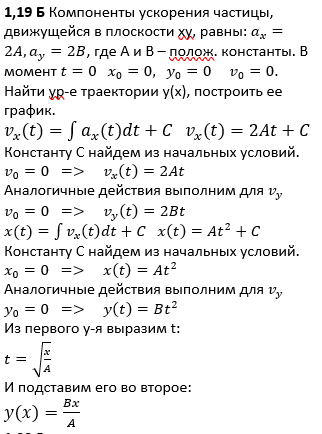 1,19 Б Компоненты ускорения частицы,
движущейся в плоскости xy, равны: aₓ =
2A, a_y = 2B, где А и В – полож. константы. В
момент t = 0 x₀ = 0, y₀ = 0 v₀ = 0.
Найти ур-е траектории y(x), построить ее
график.
vₓ(t) = ∫ aₓ(t)dt + C vₓ(t) = 2At + C
Константу С найдем из начальных условий.
v₀ = 0 => vₓ(t) = 2At
Аналогичные действия выполним для v_y
v₀ = 0 => v_y(t) = 2Bt
x(t) = ∫ vₓ(t)dt + C x(t) = At² + C
Константу С найдем из начальных условий.
x₀ = 0 => x(t) = At²
Аналогичные действия выполним для v_y
y₀ = 0 => y(t) = Bt²
Из первого у-я выразим t:
t = √(x/A)
И подставим его во второе:
y(x) = Bx/A